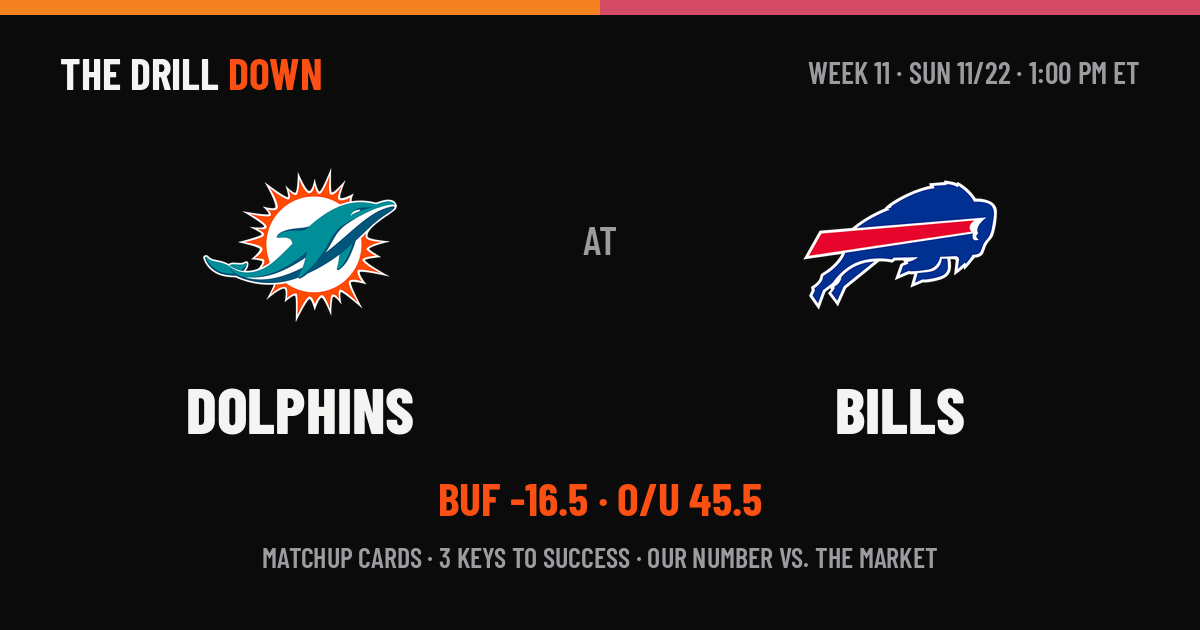 THE DRILL DOWN
WEEK 11 · SUN 11/22 · 1:00 PM ET
AT
DOLPHINS
BILLS
BUF -16.5 · O/U 45.5
MATCHUP CARDS · 3 KEYS TO SUCCESS · OUR NUMBER VS. THE MARKET